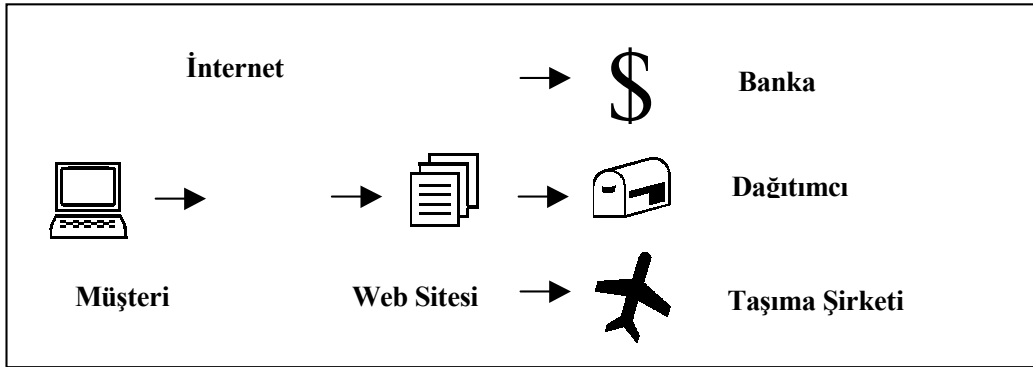 İnternet
$
Banka
Dağıtımcı
Müşteri
Web Sitesi
Taşıma Şirketi